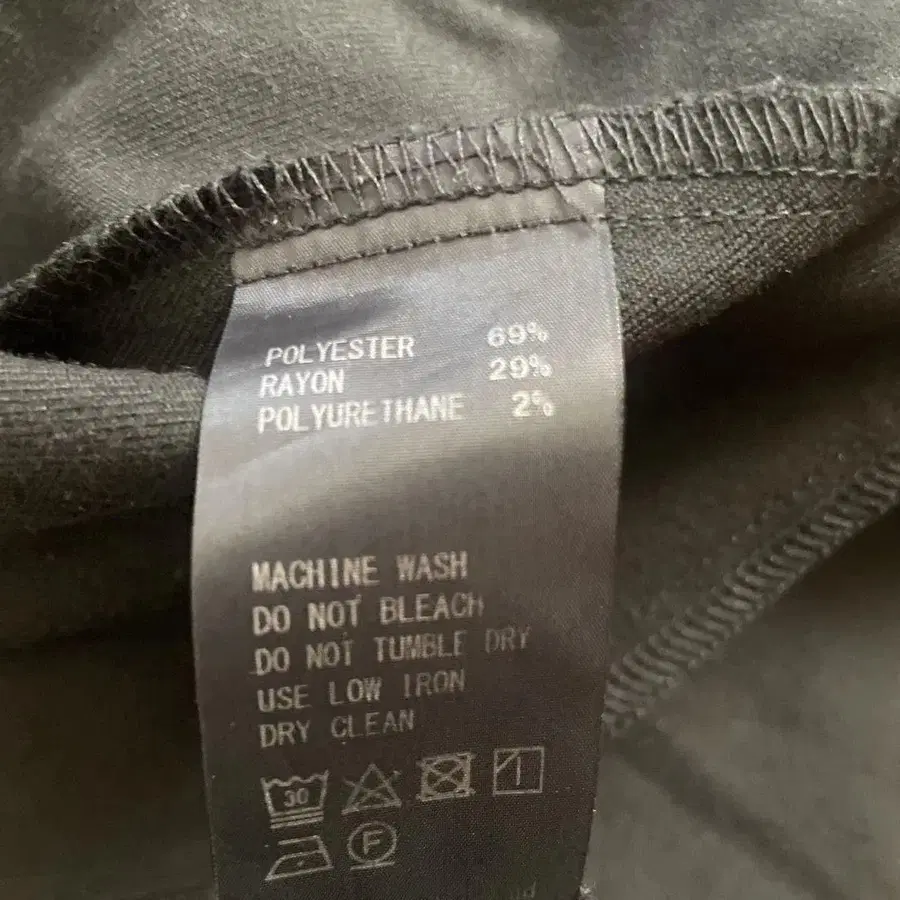 POLYESTER 69%
RAYON 29%
POLYURETHANE 2%
MACHINE WASH
DO NOT BLEACH
DO NOT TUMBLE DRY
USE LOW IRON
DRY CLEAN
30
F